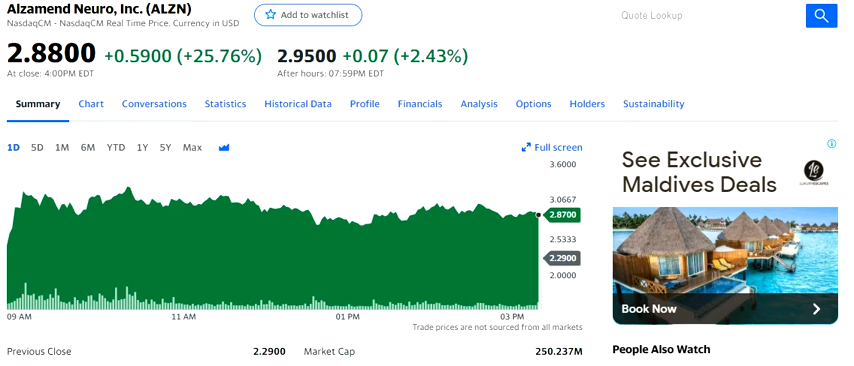 Alzamend Neuro, Inc. (ALZN)
NasdaqCM - NasdaqCM Real Time Price. Currency in USD
Add to watchlist
Quote Lookup
2.8800 +0.5900 (+25.76%)
At close: 4:00PM EDT
2.9500 +0.07 (+2.43%)
After hours: 07:59PM EDT
Summary Chart Conversations Statistics Historical Data Profile Financials Analysis Options Holders Sustainability
1D 5D 1M 6M YTD 1Y 5Y Max
Full screen
3.6000
3.0667
2.8700
2.5333
2.2900
2.0000
09 AM 11 AM 01 PM 03 PM
Trade prices are not sourced from all markets
Previous Close 2.2900 Market Cap 250.237M
See Exclusive
Maldives Deals
Book Now
People Also Watch